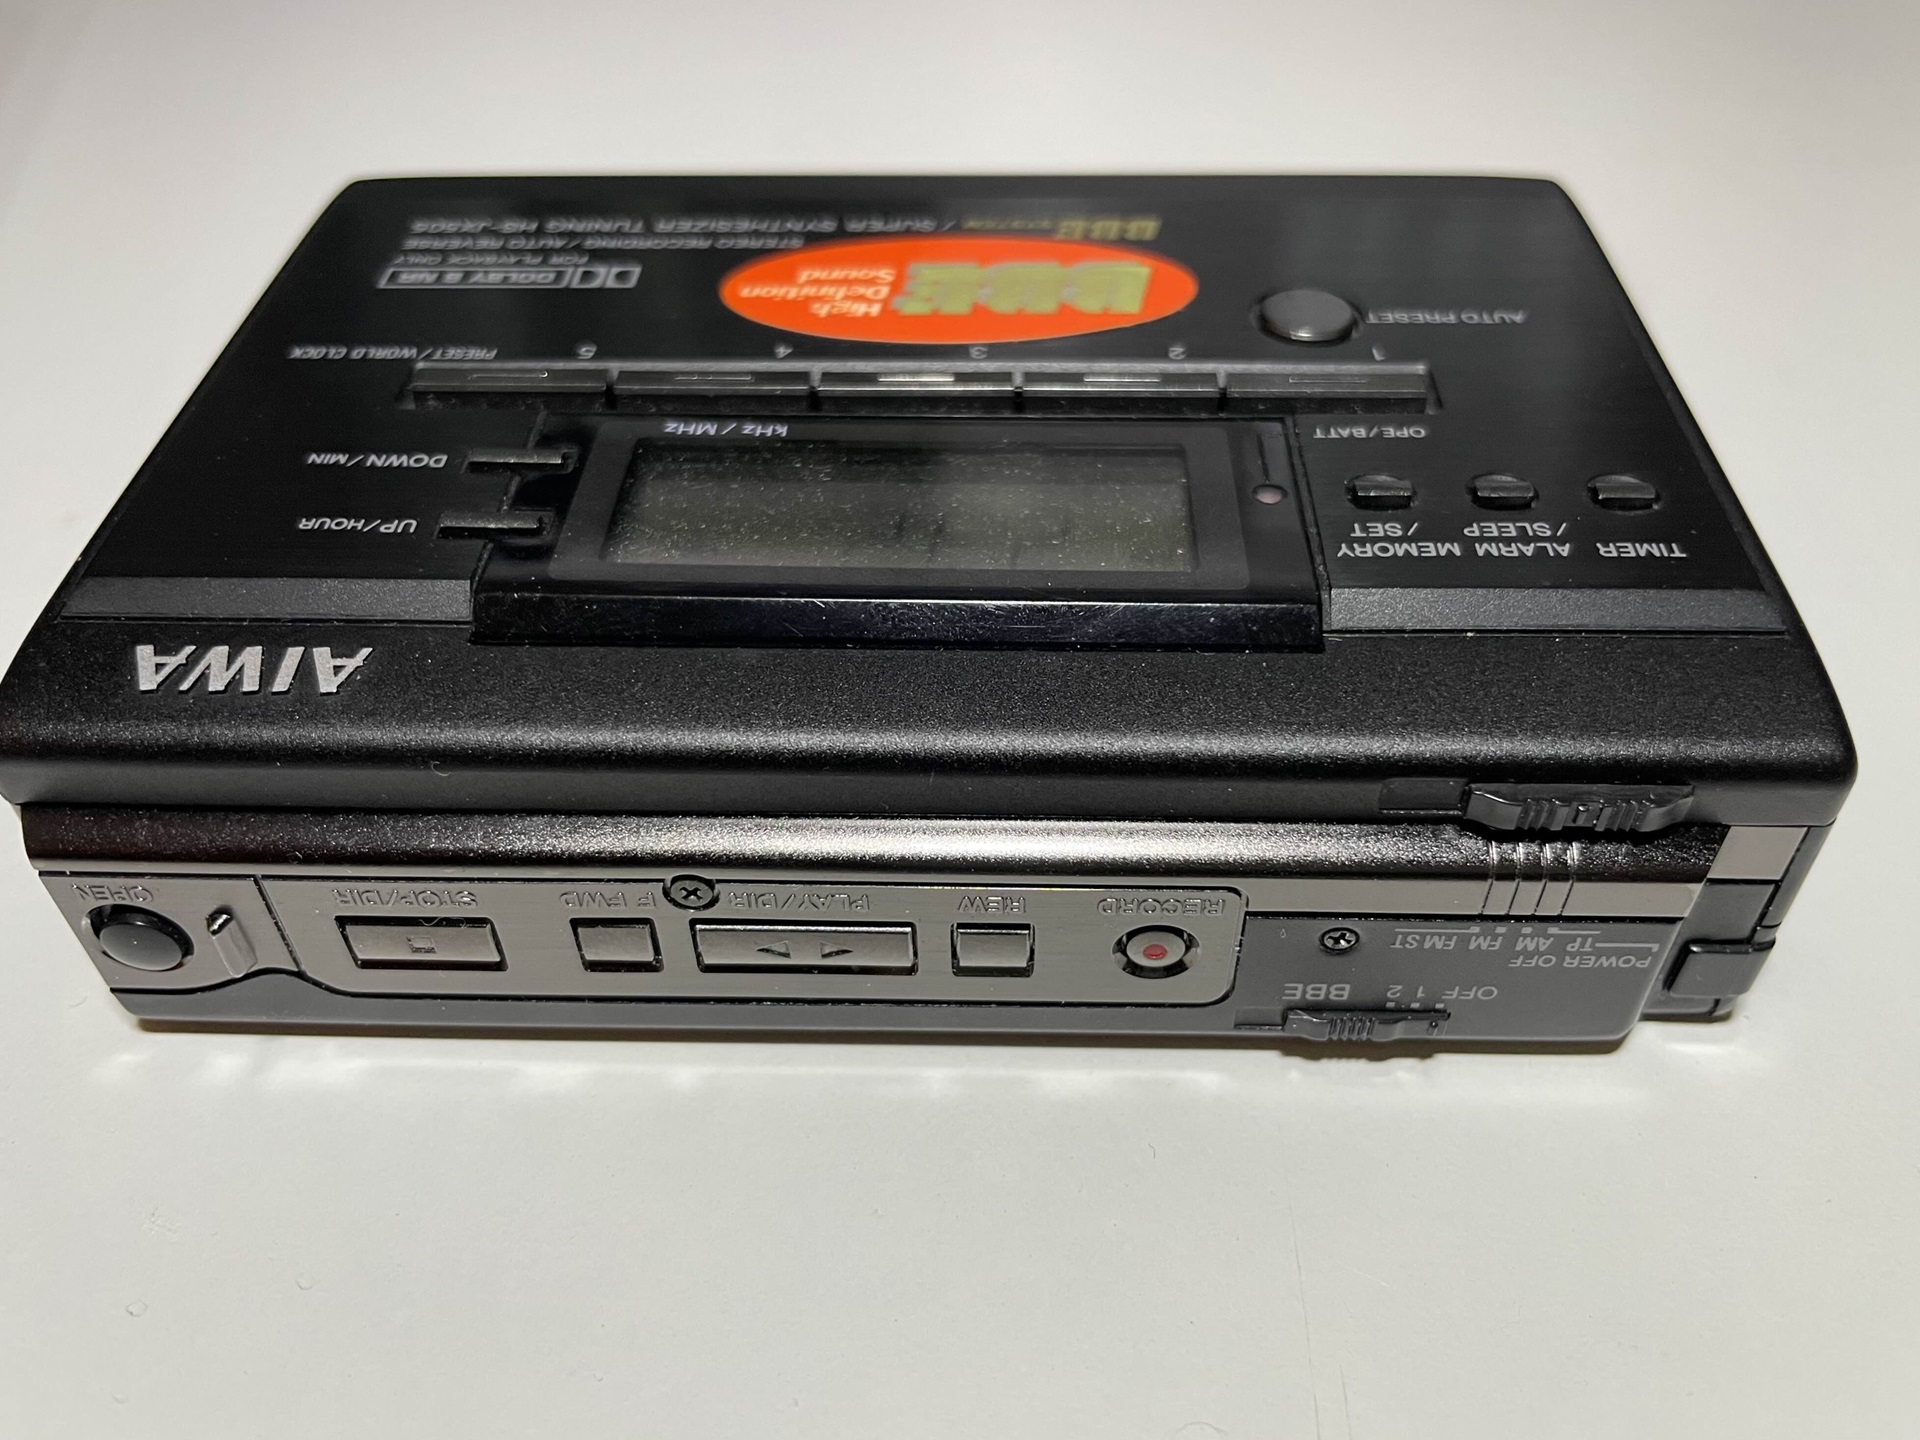 OFF 1 2 BBE
POWER OFF
TP AM FM FM ST
RECORD REW PLAY/DIR F FWD STOP/DIR OPEN
AIWA
TIMER ALARM MEMORY
/SLEEP /SET
UP/HOUR
DOWN/MIN
OPE/BATT
kHz / MHz
1 2 3 4 5 PRESET/WORLD CLOCK
AUTO PRESET
BBE
High
Definition
Sound
DOLBY B NR
FOR PLAYBACK ONLY
STEREO RECORDING/AUTO REVERSE
BBE SYSTEM / SUPER SYNTHESIZER TUNING HS-JX505